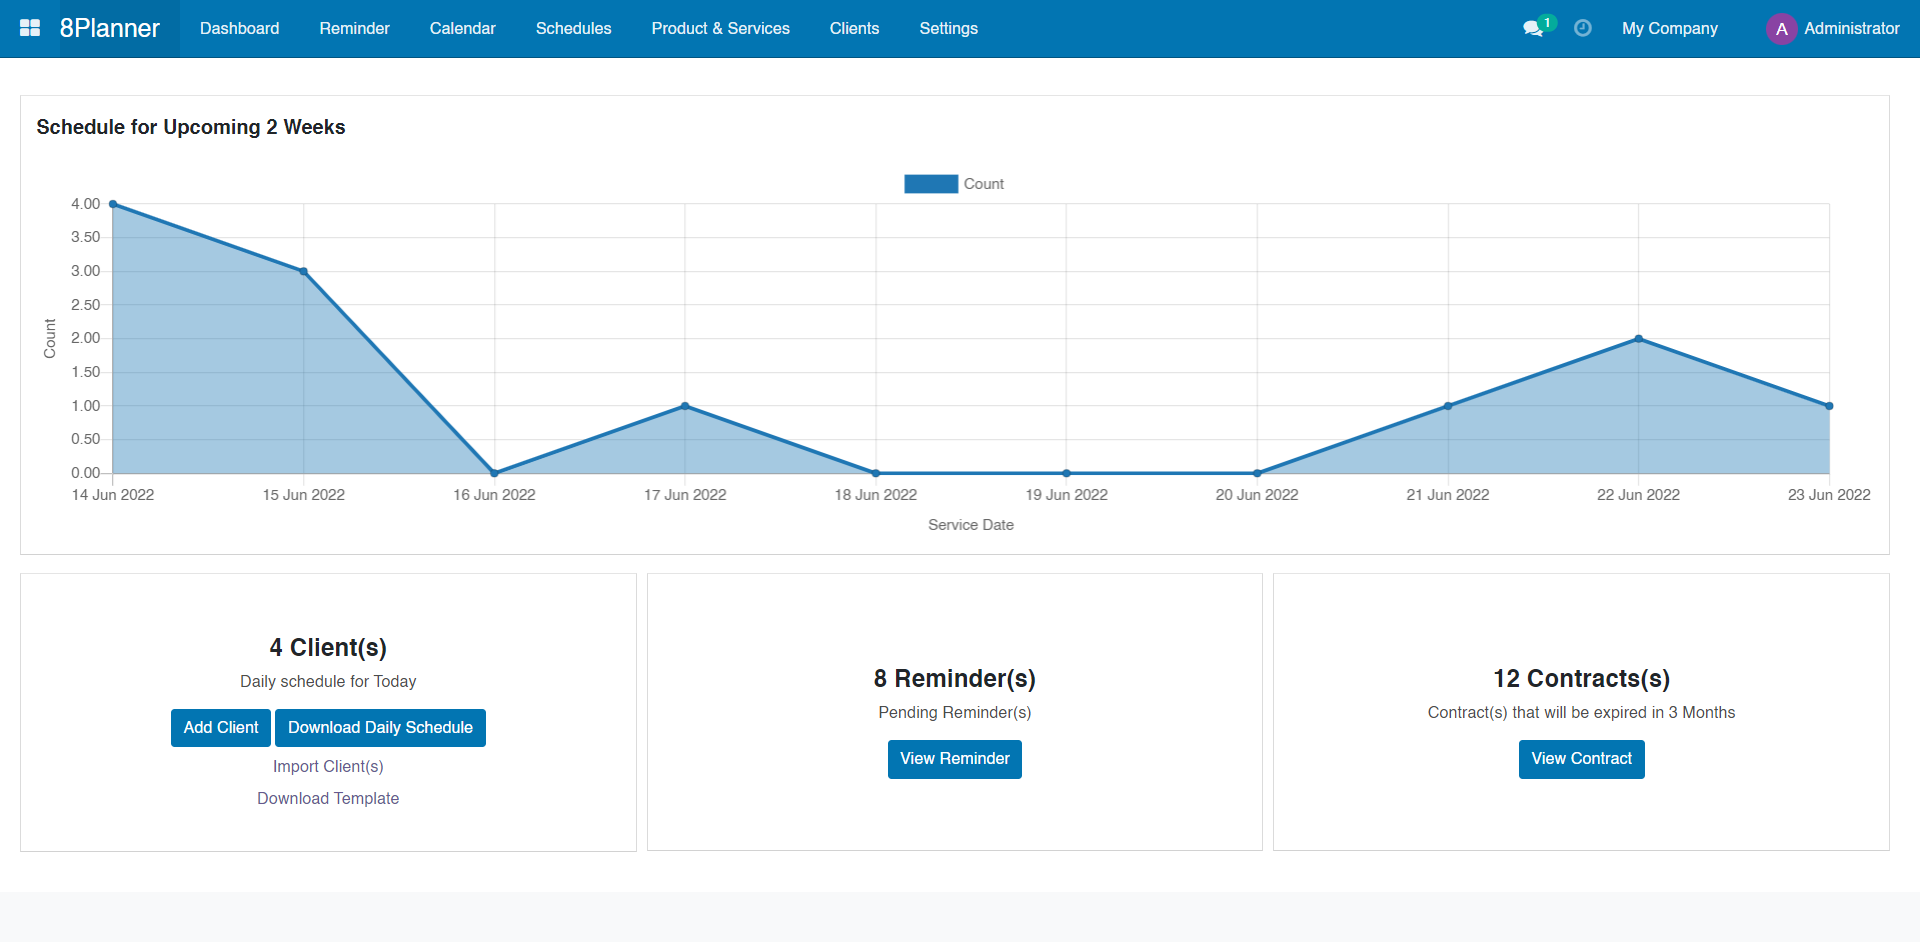 8Planner Dashboard Reminder Calendar Schedules Product & Services Clients Settings 1 My Company A Administrator
Schedule for Upcoming 2 Weeks
Count
4.00
3.50
3.00
2.50
2.00
1.50
1.00
0.50
0.00
Count
14 Jun 2022 15 Jun 2022 16 Jun 2022 17 Jun 2022 18 Jun 2022 19 Jun 2022 20 Jun 2022 21 Jun 2022 22 Jun 2022 23 Jun 2022
Service Date
4 Client(s)
Daily schedule for Today
Add Client Download Daily Schedule
Import Client(s)
Download Template
8 Reminder(s)
Pending Reminder(s)
View Reminder
12 Contracts(s)
Contract(s) that will be expired in 3 Months
View Contract